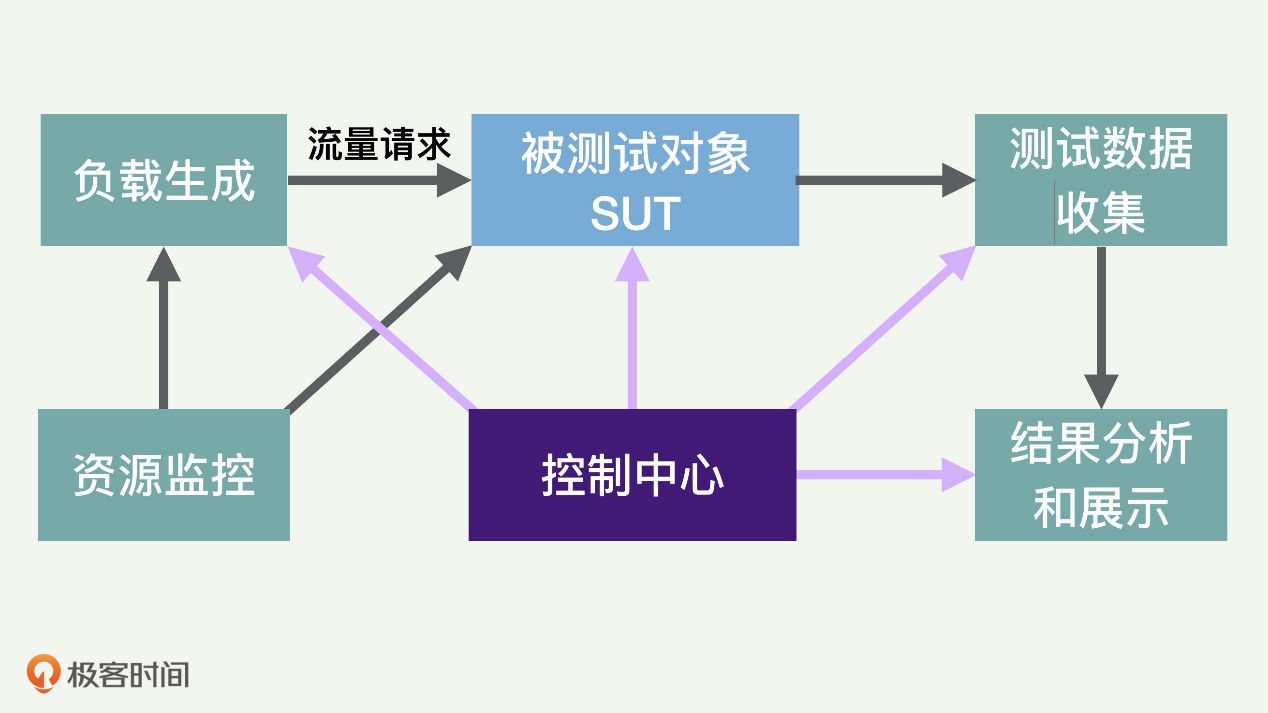 负载生成
流量请求
被测试对象
SUT
测试数据
收集
资源监控
控制中心
结果分析
和展示
极客时间